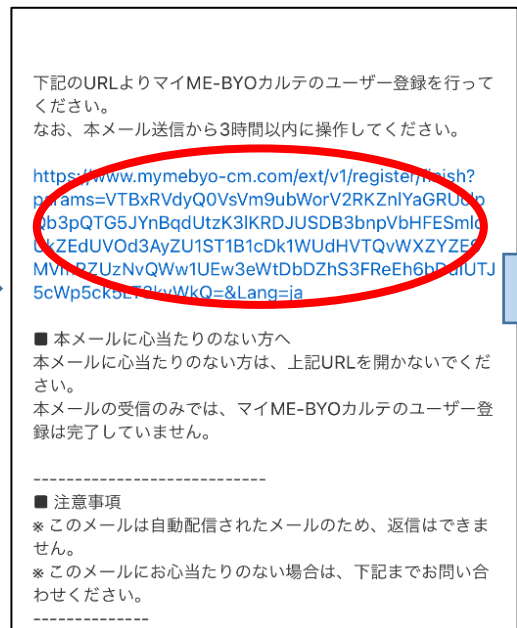 下記のURLよりマイME-BYOカルテのユーザー登録を行って
ください。
なお、本メール送信から3時間以内に操作してください。
https://www.mymebyo-cm.com/ext/v1/register/finish?
■ 本メールに心当たりのない方へ
本メールに心当たりのない方は、上記URLを開かないでくだ
さい。
本メールの受信のみでは、マイME-BYOカルテのユーザー登
録は完了していません。
---------------------------
■ 注意事項
※ このメールは自動配信されたメールのため、返信はできま
せん。
※ このメールにお心当たりのない場合は、下記までお問い合
わせください。
--------------